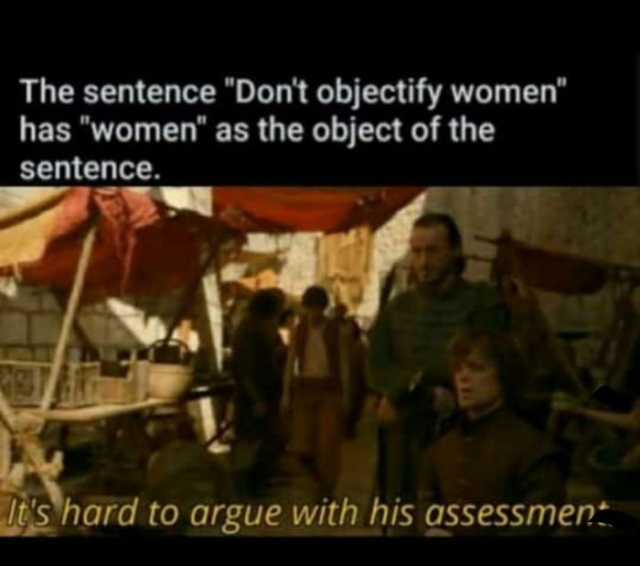 The sentence "Don't objectify women"
has "women" as the object of the
sentence.
It's hard to argue with his assessment